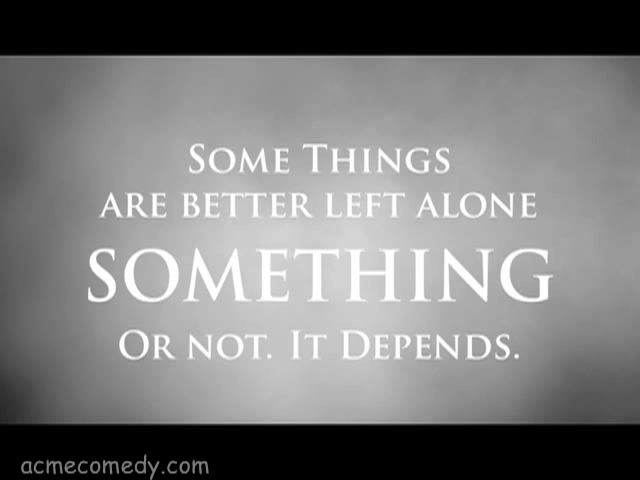 SOME THINGS
ARE BETTER LEFT ALONE
SOMETHING
OR NOT. IT DEPENDS.
acmecomedy.com